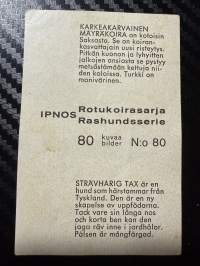 KARKEAKARVAINEN
MÄYRÄKOIRA on kotoisin
Saksasta. Se on koiran-
kasvattajain uusi risteytys.
Pitkän kuonon ja lyhyitten
jalkojen ansiosta se pystyy
metsästämään kettuja niiden
koloissa. Turkki on
monivärinen.
IPNOS Rotukoirasarja
Rashundsserie
80 kuvaa
bilder N:o 80
STRÄVHÅRIG TAX är en
hund som härstammar från
Tyskland. Den är en ny
skapelse av uppfödarna.
Tack vare sin långa nos
och korta ben kan den
jaga räv inne i jordhålor.
Pälsen är mångfärgad.